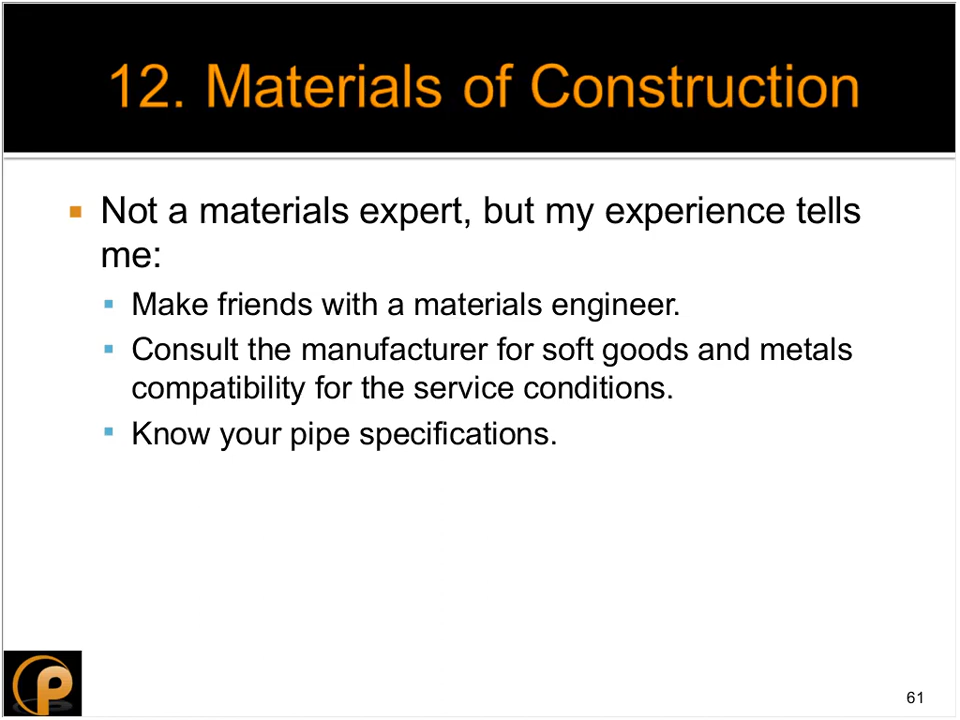 12. Materials of Construction
Not a materials expert, but my experience tells
me:
Make friends with a materials engineer.
Consult the manufacturer for soft goods and metals
compatibility for the service conditions.
Know your pipe specifications.
P
61